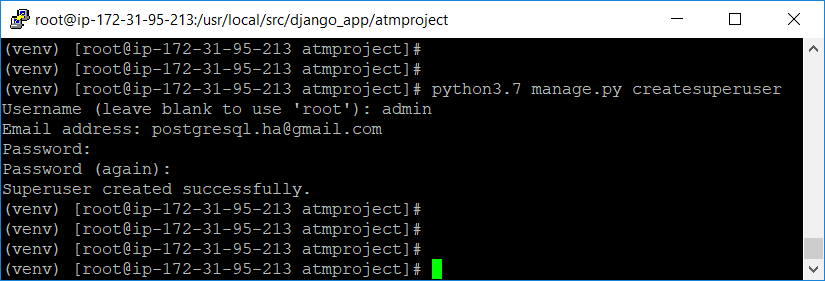 root@ip-172-31-95-213:/usr/local/src/django_app/atmproject
(venv) [root@ip-172-31-95-213 atmproject]#
(venv) [root@ip-172-31-95-213 atmproject]#
(venv) [root@ip-172-31-95-213 atmproject]# python3.7 manage.py createsuperuser
Username (leave blank to use 'root'): admin
Email address: postgresql.ha@gmail.com
Password:
Password (again):
Superuser created successfully.
(venv) [root@ip-172-31-95-213 atmproject]#
(venv) [root@ip-172-31-95-213 atmproject]#
(venv) [root@ip-172-31-95-213 atmproject]#
(venv) [root@ip-172-31-95-213 atmproject]#